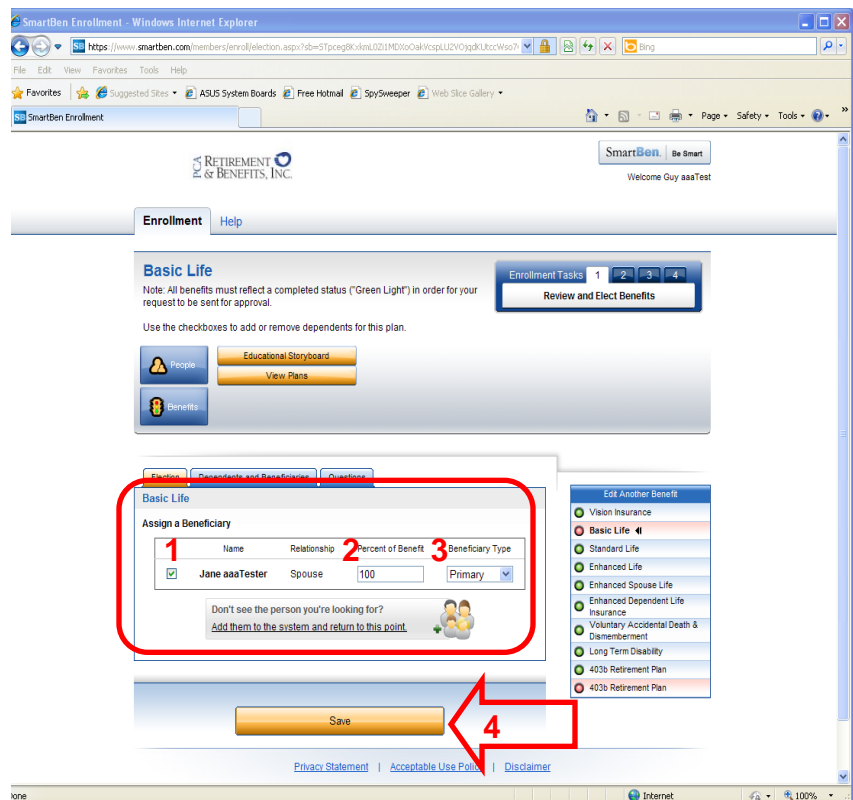 SmartBen Enrollment - Windows Internet Explorer
https://www.smartben.com/members/enroll/election.aspx?sb=
Bing
File Edit View Favorites Tools Help
Favorites Suggested Sites ASUS System Boards Free Hotmail SpySweeper Web Slice Gallery
SmartBen Enrollment
Page Safety Tools »
PCA RETIREMENT & BENEFITS, INC.
SmartBen. Be Smart
Welcome Guy aaaTest
Enrollment Help
Basic Life
Note: All benefits must reflect a completed status ("Green Light") in order for your
request to be sent for approval.
Use the checkboxes to add or remove dependents for this plan.
Enrollment Tasks 1 2 3 4
Review and Elect Benefits
People
Educational Storyboard
View Plans
Benefits
Election Dependents and Beneficiaries Questions
Basic Life
Assign a Beneficiary
1 Name Relationship 2 Percent of Benefit 3 Beneficiary Type
Jane aaaTester Spouse 100 Primary
Don't see the person you're looking for?
Add them to the system and return to this point.
Edit Another Benefit
Vision Insurance
Basic Life
Standard Life
Enhanced Life
Enhanced Spouse Life
Enhanced Dependent Life
Insurance
Voluntary Accidental Death &
Dismemberment
Long Term Disability
403b Retirement Plan
403b Retirement Plan
Save
4
Privacy Statement | Acceptable Use Policy | Disclaimer
Internet 100%